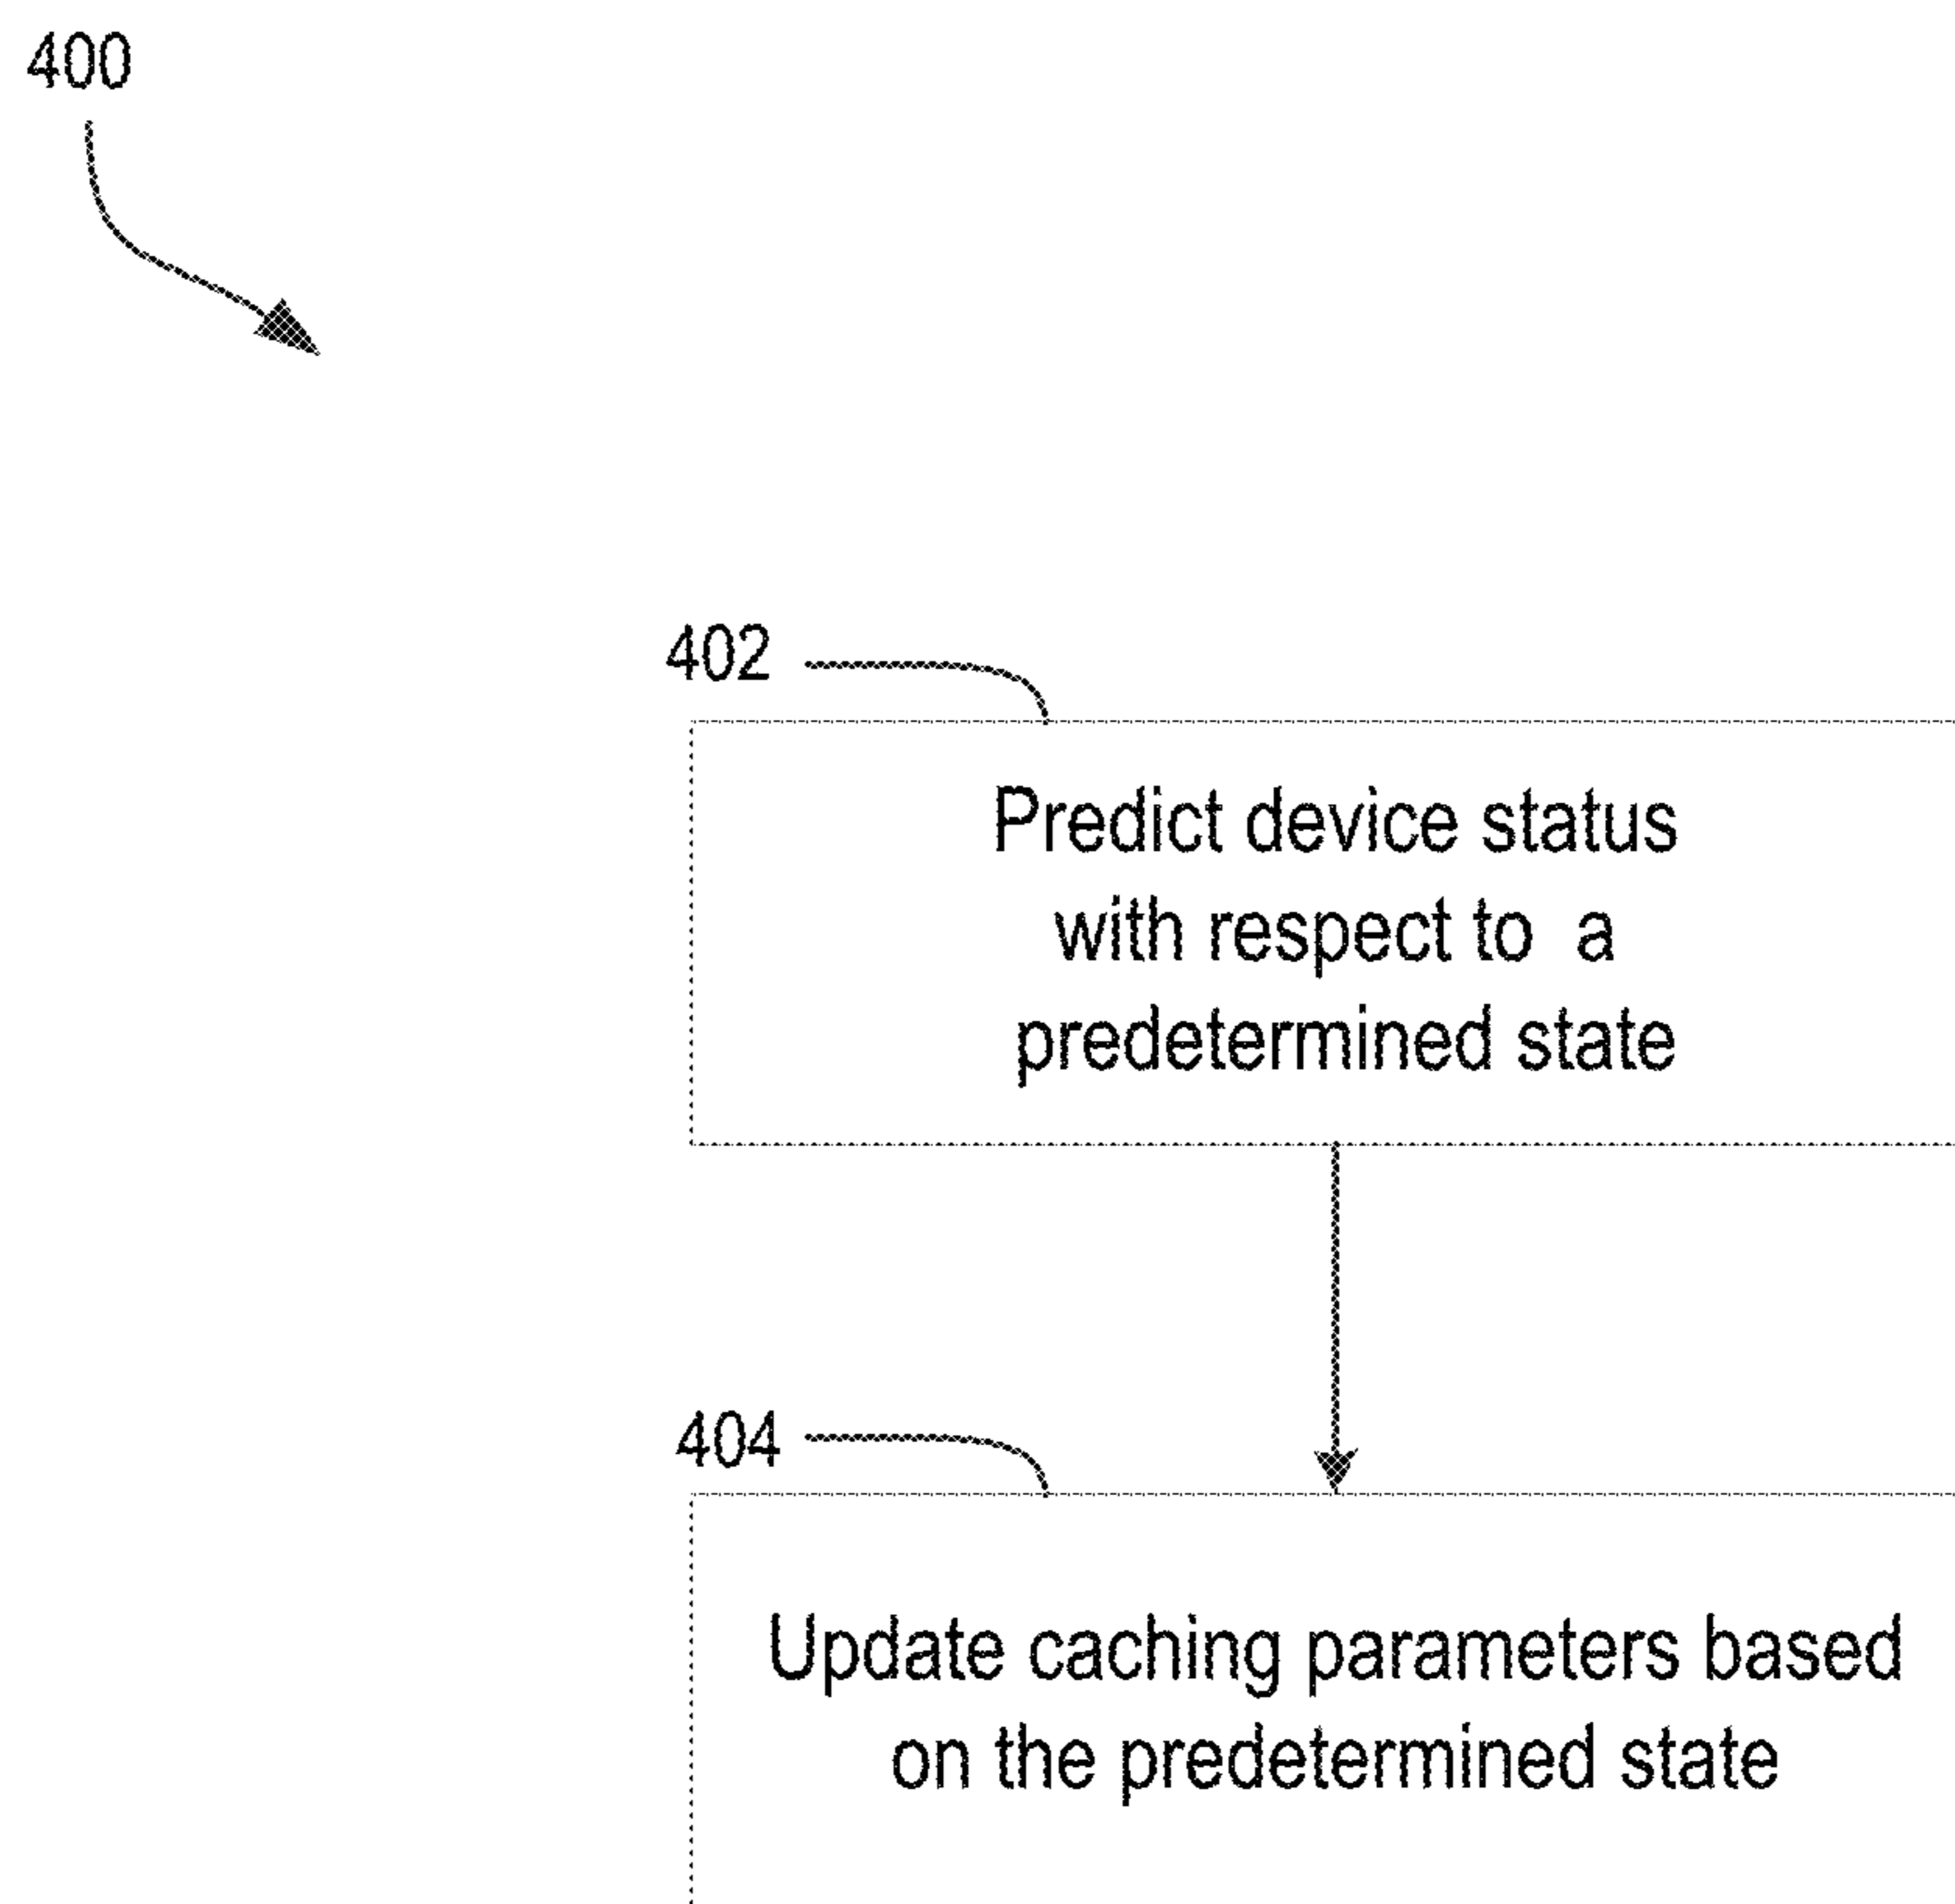 400
402
Predict device status
with respect to a
predetermined state
404
Update caching parameters based
on the predetermined state